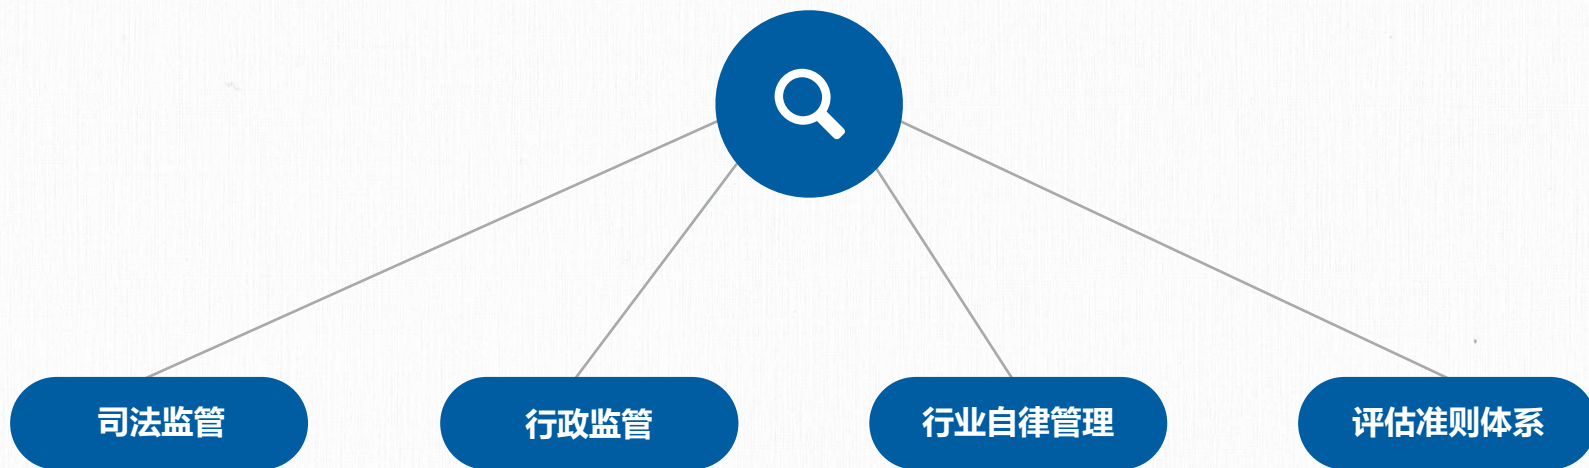 司法监管
行政监管
行业自律管理
评估准则体系